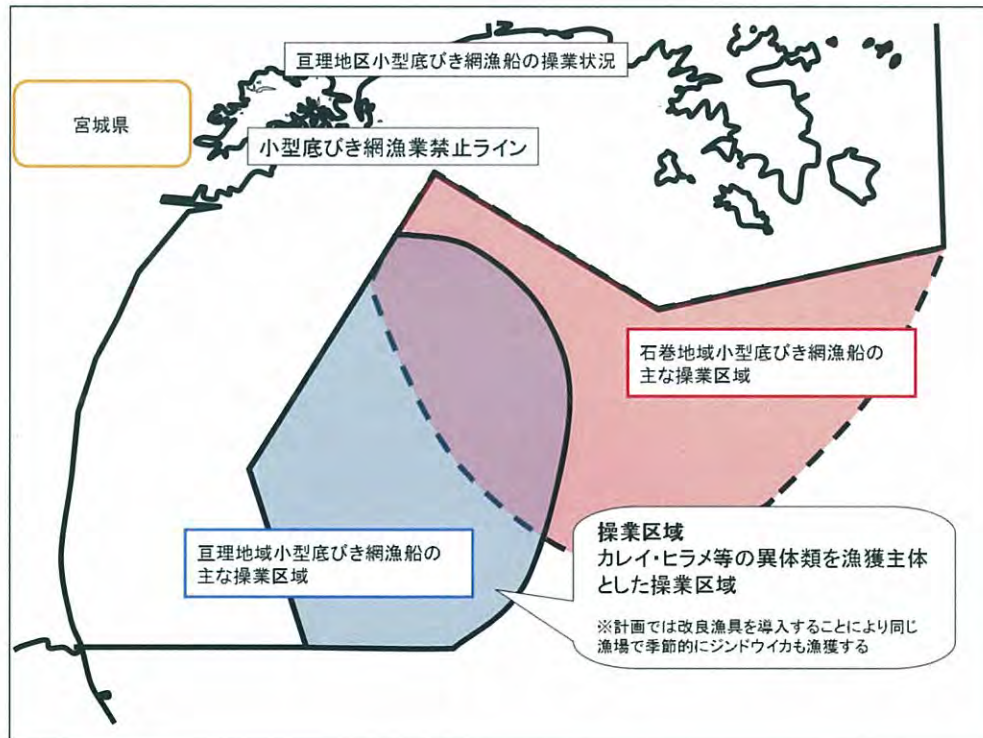 亘理地区小型底びき網漁船の操業状況
宮城県
小型底びき網漁業禁止ライン
石巻地域小型底びき網漁船の
主な操業区域
亘理地域小型底びき網漁船の
主な操業区域
操業区域
カレイ・ヒラメ等の異体類を漁獲主体
とした操業区域
※計画では改良漁具を導入することにより同じ
漁場で季節的にジンドウイカも漁獲する